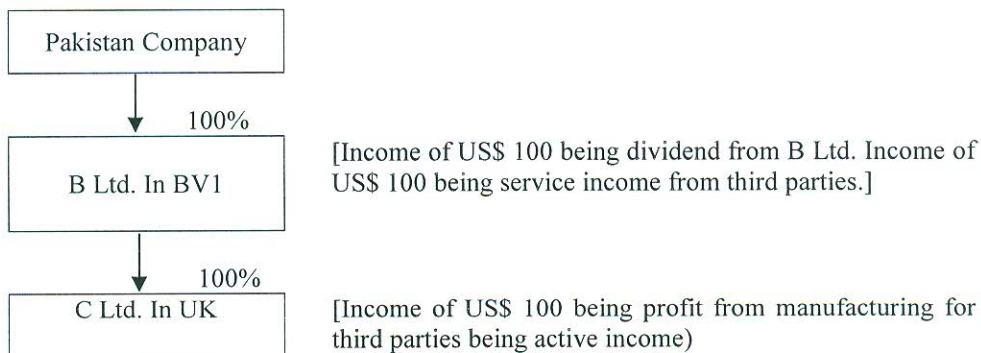 Pakistan Company
100%
B Ltd. In BV1
[Income of US$ 100 being dividend from B Ltd. Income of
US$ 100 being service income from third parties.]
100%
C Ltd. In UK
[Income of US$ 100 being profit from manufacturing for
third parties being active income)